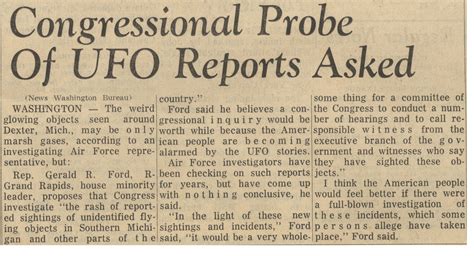 Congressional Probe
Of UFO Reports Asked
(News Washington Bureau)
WASHINGTON — The weird
glowing objects seen around
Dexter, Mich., may be only
marsh gases, according to an
investigating Air Force repre-
sentative, but:
Rep. Gerald R. Ford, R-
Grand Rapids, house minority
leader, proposes that Congress
investigate "the rash of report-
ed sightings of unidentified fly-
ing objects in Southern Michi-
gan and other parts of the
country."
Ford said he believes a con-
gressional inquiry would be
worth while because the Amer-
ican people are becoming
alarmed by the UFO stories.
Air Force investigators have
been checking on such reports
for years, but have come up
with nothing conclusive, he
said.
"In the light of these new
sightings and incidents," Ford
said, "it would be a very whole-
some thing for a committee of
the Congress to conduct a num-
ber of hearings and to call re-
sponsible witness from the
executive branch of the gov-
ernment and witnesses who say
they have sighted these ob-
jects."
I think the American people
would feel better if there were
a full-blown investigation of
these incidents, which some
persons allege have taken
place," Ford said.